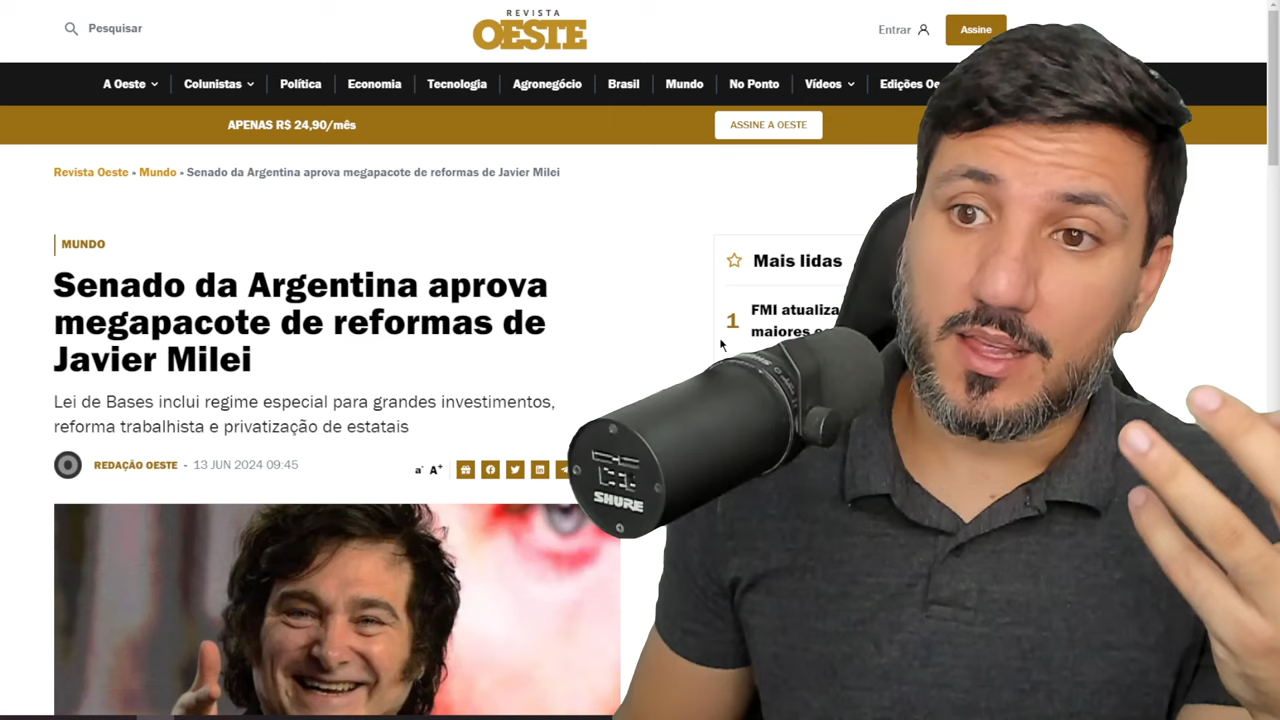 REVISTA
OESTE
Pesquisar
Entrar
Assine
A Oeste
Colunistas
Política
Economia
Tecnologia
Agronegócio
Brasil
Mundo
No Ponto
Vídeos
Edições Oe
APENAS R$ 24,90/mês
ASSINE A OESTE
Revista Oeste • Mundo • Senado da Argentina aprova megapacote de reformas de Javier Milei
MUNDO
Senado da Argentina aprova
megapacote de reformas de
Javier Milei
Lei de Bases inclui regime especial para grandes investimentos,
reforma trabalhista e privatização de estatais
REDAÇÃO OESTE - 13 JUN 2024 09:45
a- A+
Mais lidas
1
FMI atualiza
maiores
SHURE